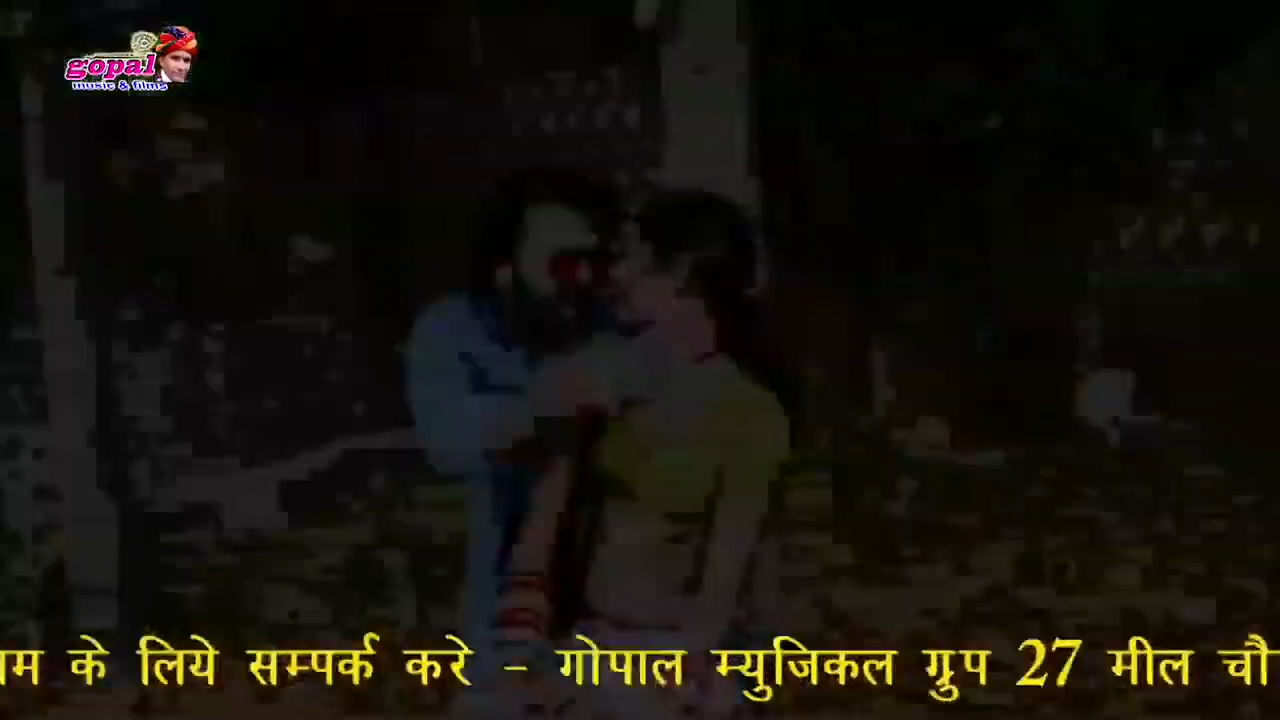 gopal
music & films
के लिये सम्पर्क करे - गोपाल म्युजिकल ग्रुप 27 मील